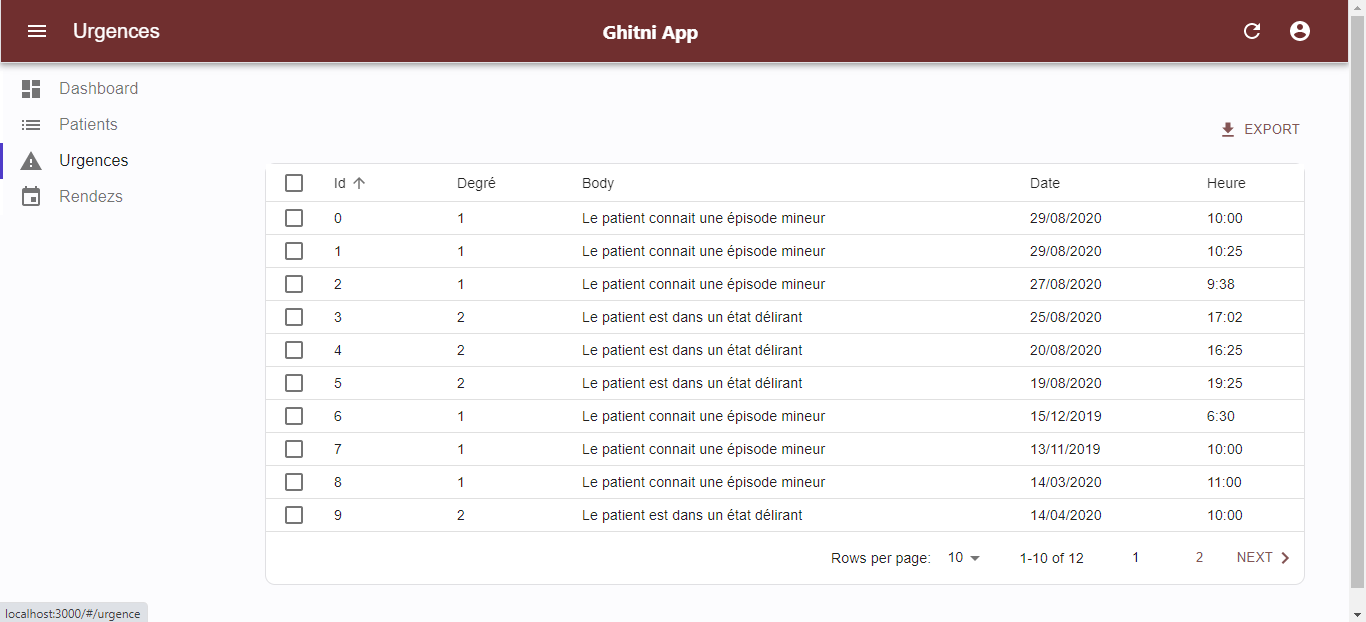 Urgences
Ghitni App
Dashboard
Patients
Urgences
Rendezs
EXPORT
Id Degré Body Date Heure
0 1 Le patient connait une épisode mineur 29/08/2020 10:00
1 1 Le patient connait une épisode mineur 29/08/2020 10:25
2 1 Le patient connait une épisode mineur 27/08/2020 9:38
3 2 Le patient est dans un état délirant 25/08/2020 17:02
4 2 Le patient est dans un état délirant 20/08/2020 16:25
5 2 Le patient est dans un état délirant 19/08/2020 19:25
6 1 Le patient connait une épisode mineur 15/12/2019 6:30
7 1 Le patient connait une épisode mineur 13/11/2019 10:00
8 1 Le patient connait une épisode mineur 14/03/2020 11:00
9 2 Le patient est dans un état délirant 14/04/2020 10:00
Rows per page: 10 1-10 of 12 1 2 NEXT
localhost:3000/#/urgence